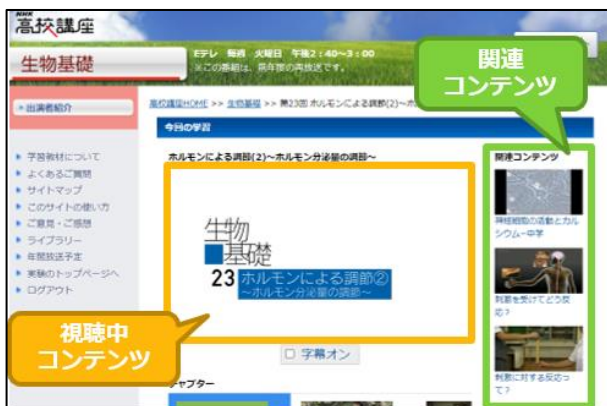 NHK
高校講座
生物基礎
Eテレ 毎週 火曜日 午後2:40~3:00
※この番組は、昨年度の再放送です。
関連
コンテンツ
出演者紹介
高校講座HOME >> 生物基礎 >> 第23回 ホルモンによる調節(2)~ホ
今回の学習
学習教材について
よくあるご質問
サイトマップ
このサイトの使い方
ご意見・ご感想
ライブラリー
年間放送予定
実験のトップページへ
ログアウト
ホルモンによる調節(2)~ホルモン分泌量の調節~
生物
基礎
23 ホルモンによる調節②
~ホルモン分泌量の調節~
視聴中
コンテンツ
字幕オン
チャプター
関連コンテンツ
神経細胞の活動とカル
シウム-中学
刺激を受けてどう反
応?
刺激に対する反応っ
て?